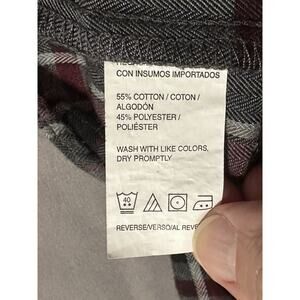 CON INSUMOS IMPORTADOS
55% COTTON / COTON /
ALGODÓN
45% POLYESTER /
POLIÉSTER
WASH WITH LIKE COLORS,
DRY PROMPTLY
40
REVERSE/VERSO/AL REVE